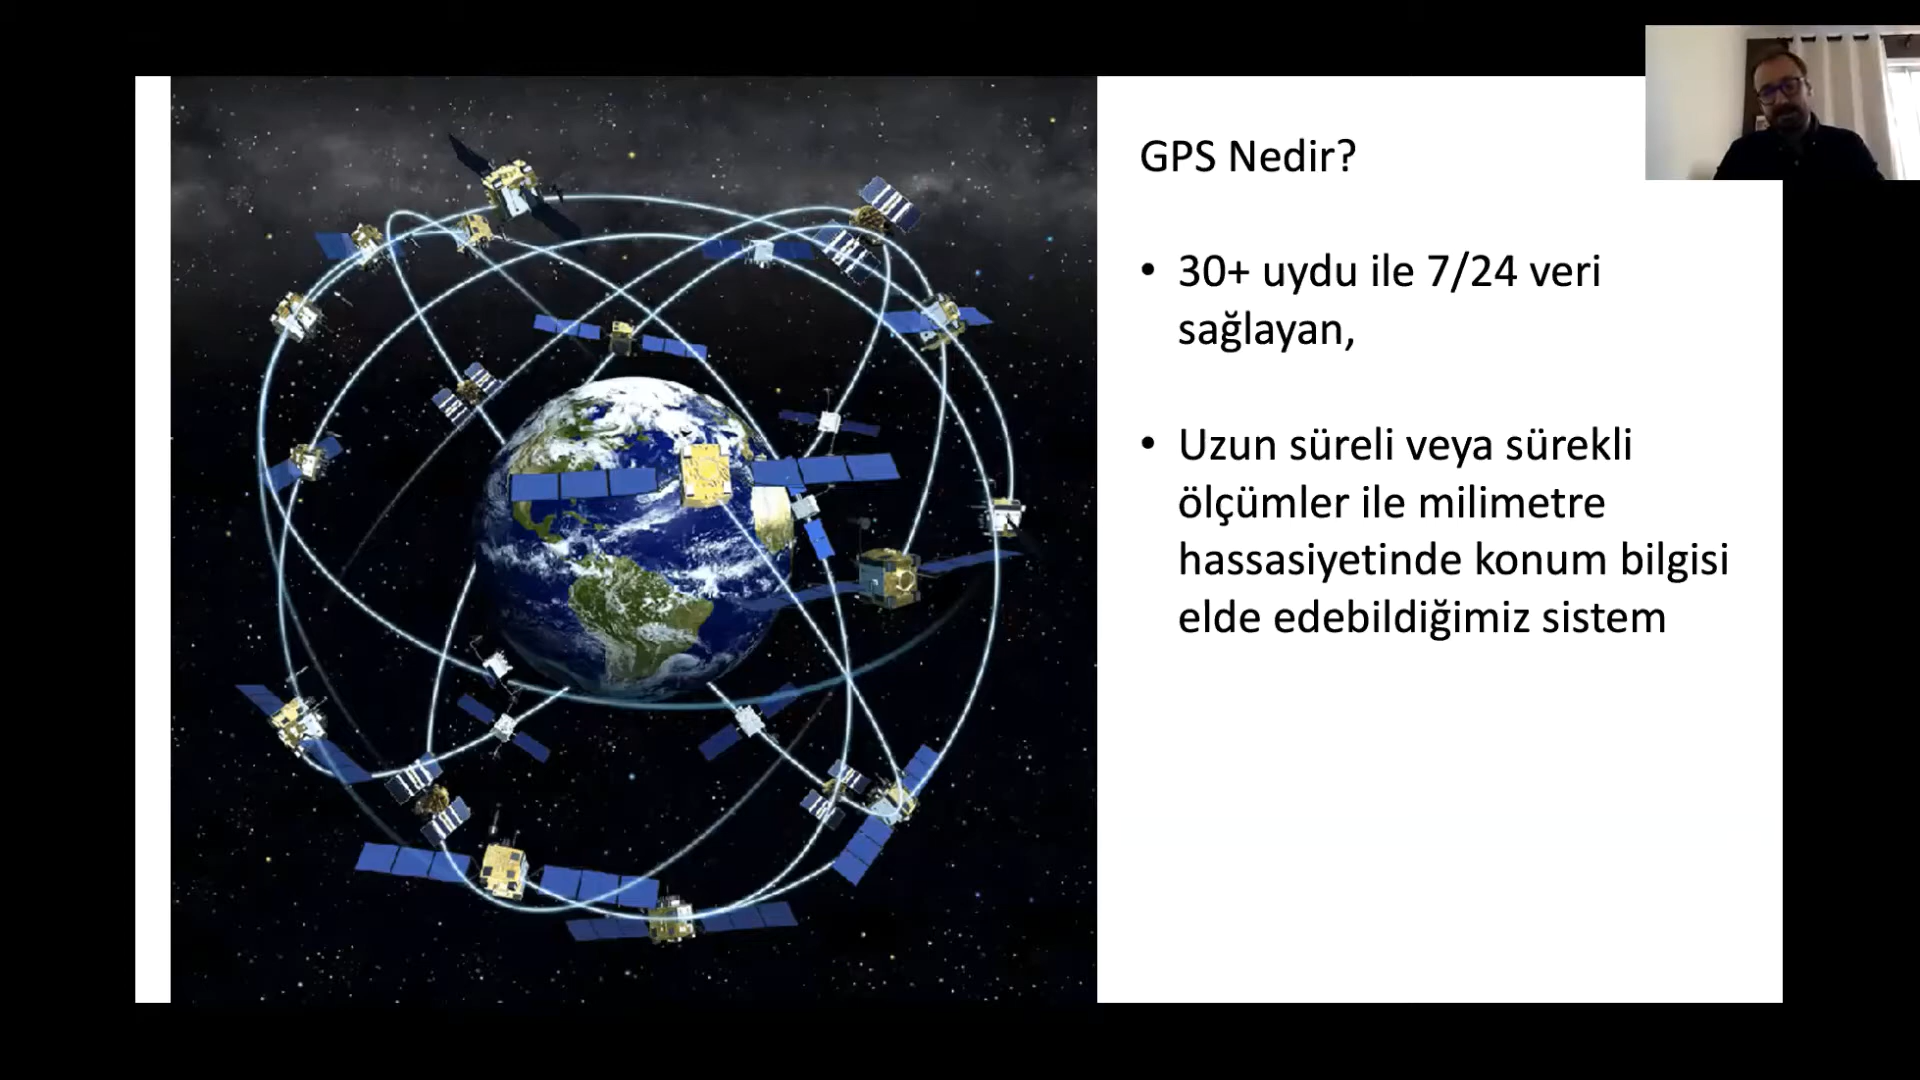 GPS Nedir?
• 30+ uydu ile 7/24 veri
sağlayan,
• Uzun süreli veya sürekli
ölçümler ile milimetre
hassasiyetinde konum bilgisi
elde edebildiğimiz sistem